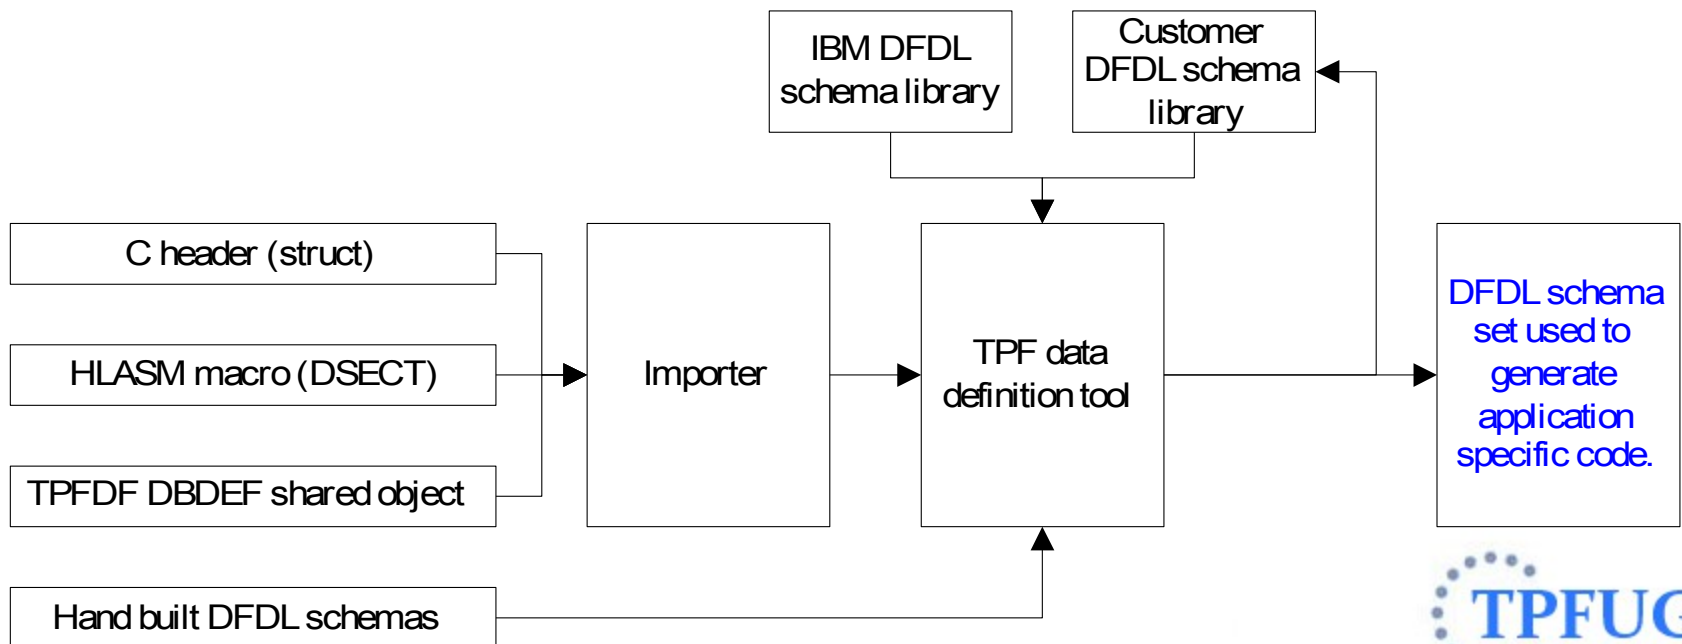 IBM DFDL
schema library
Customer
DFDL schema
library
C header (struct)
HLASM macro (DSECT)
TPFDF DBDEF shared object
Hand built DFDL schemas
Importer
TPF data
definition tool
DFDL schema
set used to
generate
application
specific code.
TPFUG